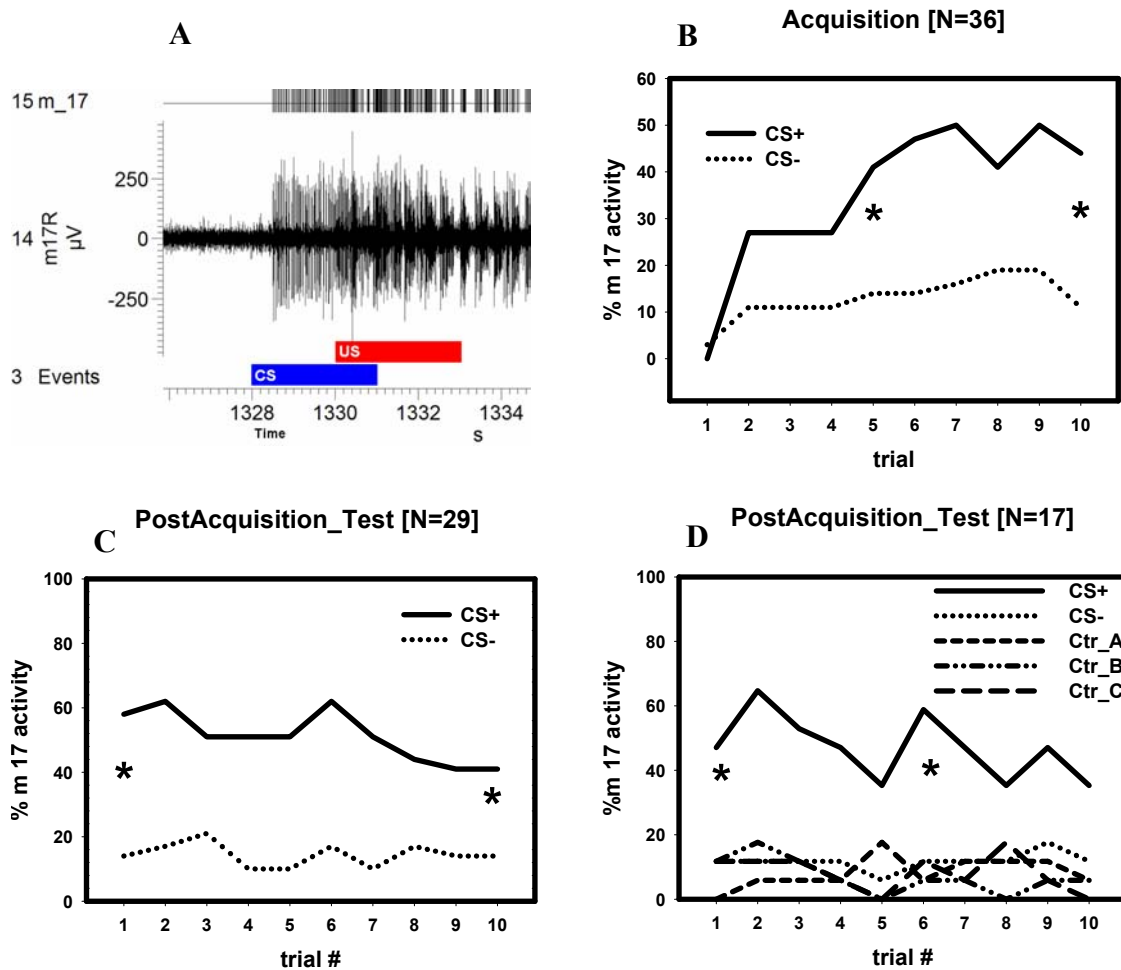 A
15 m_17
250
0
-250
14 m17R
µV
US
CS
3 Events
1328 1330 1332 1334
Time S
B
Acquisition [N=36]
60
50
40
30
20
10
0
% m 17 activity
CS+
CS-
*
*
1 2 3 4 5 6 7 8 9 10
trial
C
PostAcquisition_Test [N=29]
100
80
60
40
20
0
% m 17 activity
CS+
CS-
*
*
1 2 3 4 5 6 7 8 9 10
trial #
D
PostAcquisition_Test [N=17]
100
80
60
40
20
0
%m 17 activity
CS+
CS-
Ctr_A
Ctr_B
Ctr_C
*
*
1 2 3 4 5 6 7 8 9 10
trial #